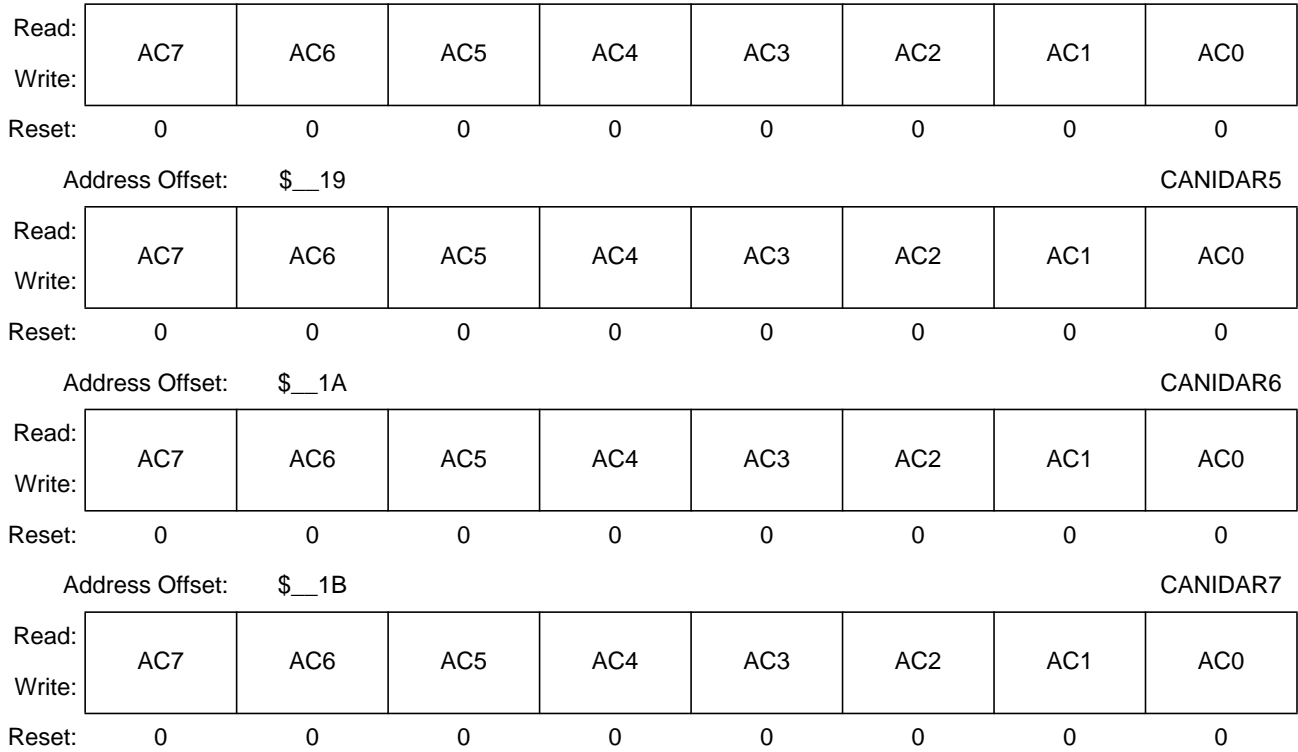 Read:
AC7 AC6 AC5 AC4 AC3 AC2 AC1 AC0
Write:
Reset: 0 0 0 0 0 0 0 0
Address Offset: $__19 CANIDAR5
Read:
AC7 AC6 AC5 AC4 AC3 AC2 AC1 AC0
Write:
Reset: 0 0 0 0 0 0 0 0
Address Offset: $__1A CANIDAR6
Read:
AC7 AC6 AC5 AC4 AC3 AC2 AC1 AC0
Write:
Reset: 0 0 0 0 0 0 0 0
Address Offset: $__1B CANIDAR7
Read:
AC7 AC6 AC5 AC4 AC3 AC2 AC1 AC0
Write:
Reset: 0 0 0 0 0 0 0 0